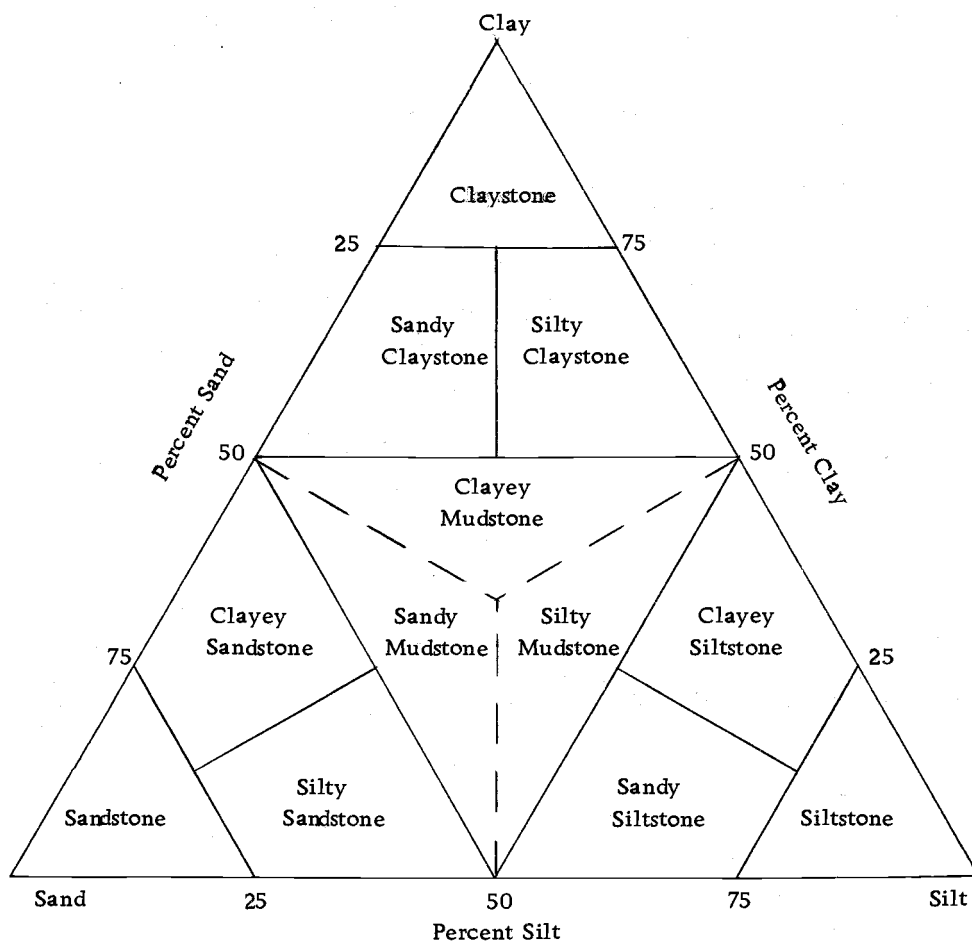 Clay
Claystone
25
75
Sandy
Claystone
Silty
Claystone
Percent Sand
Percent Clay
50
50
Clayey
Mudstone
Clayey
Sandstone
Sandy
Mudstone
Silty
Mudstone
Clayey
Siltstone
75
25
Sandstone
Silty
Sandstone
Sandy
Siltstone
Siltstone
Sand
25
50
75
Silt
Percent Silt